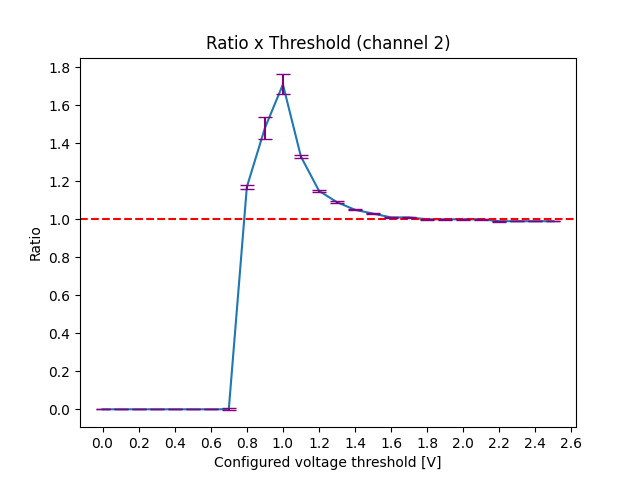 Ratio x Threshold (channel 2)
1.8
1.6
1.4
1.2
1.0
0.8
0.6
0.4
0.2
0.0
Ratio
0.0 0.2 0.4 0.6 0.8 1.0 1.2 1.4 1.6 1.8 2.0 2.2 2.4 2.6
Configured voltage threshold [V]